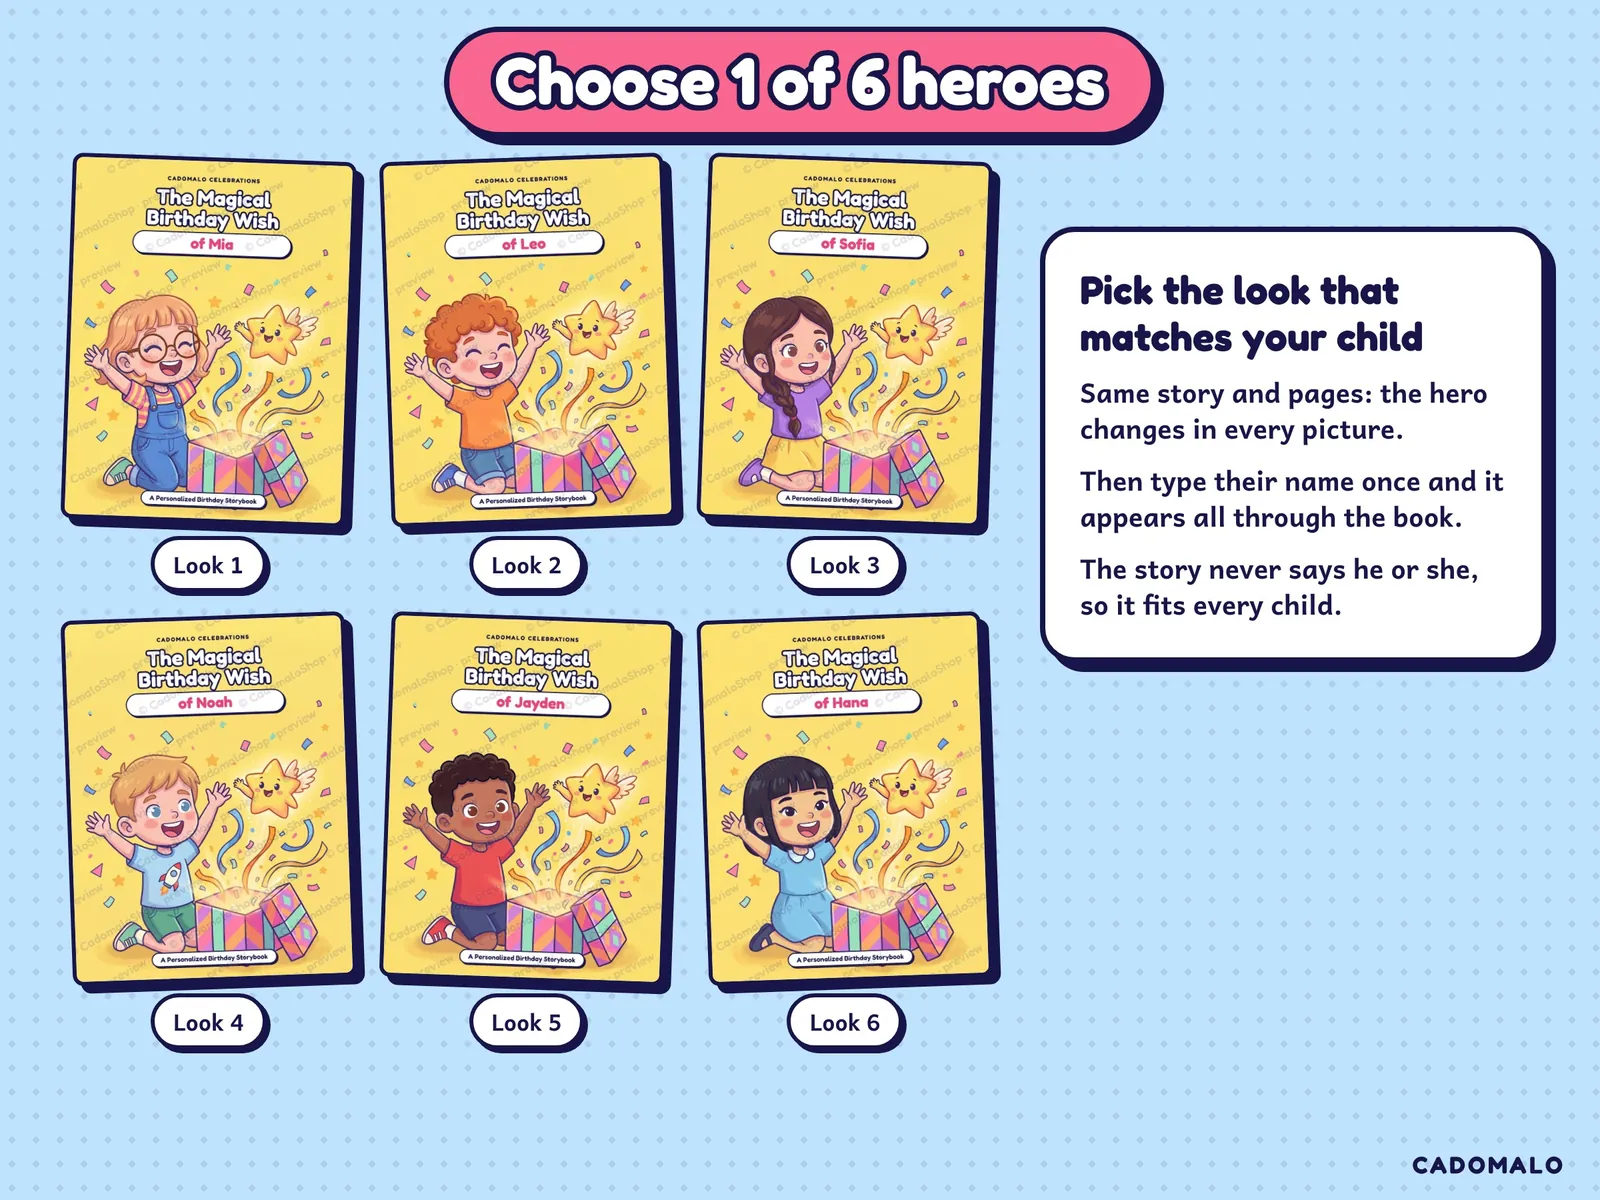 Choose 1 of 6 heroes
CADOMALO CELEBRATIONS
The Magical
Birthday Wish
of Mia
A Personalized Birthday Storybook
Look 1
CADOMALO CELEBRATIONS
The Magical
Birthday Wish
of Leo
A Personalized Birthday Storybook
Look 2
CADOMALO CELEBRATIONS
The Magical
Birthday Wish
of Sofia
A Personalized Birthday Storybook
Look 3
CADOMALO CELEBRATIONS
The Magical
Birthday Wish
of Noah
A Personalized Birthday Storybook
Look 4
CADOMALO CELEBRATIONS
The Magical
Birthday Wish
of Jayden
A Personalized Birthday Storybook
Look 5
CADOMALO CELEBRATIONS
The Magical
Birthday Wish
of Hana
A Personalized Birthday Storybook
Look 6
Pick the look that
matches your child
Same story and pages: the hero
changes in every picture.
Then type their name once and it
appears all through the book.
The story never says he or she,
so it fits every child.
CADOMALO